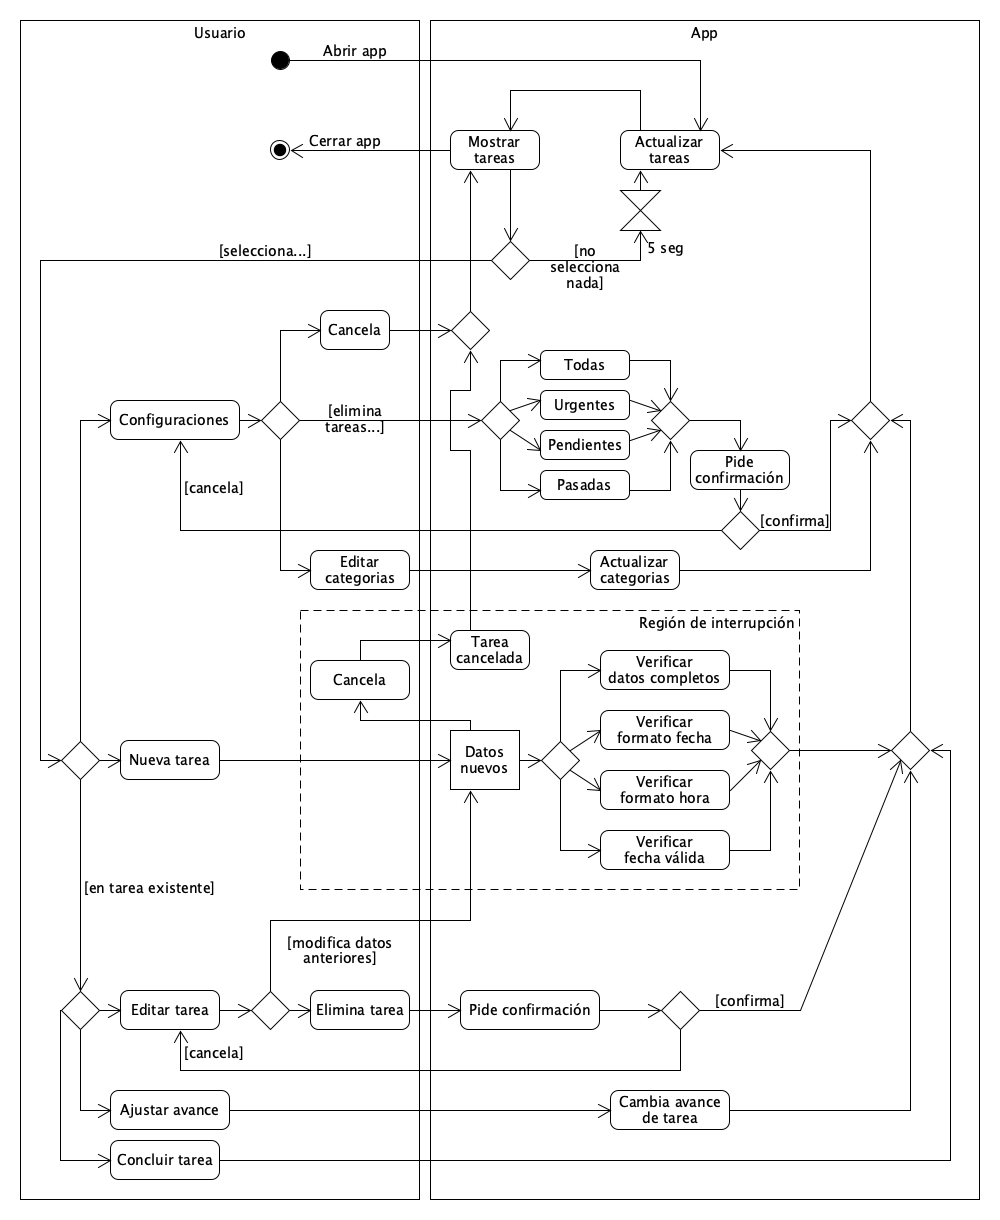 Usuario
App
Abrir app
Cerrar app
Mostrar
tareas
Actualizar
tareas
[selecciona...]
[no
selecciona
nada]
5 seg
Cancela
Todas
Configuraciones
[elimina
tareas...]
Urgentes
Pendientes
Pasadas
Pide
confirmación
[cancela]
[confirma]
Editar
categorias
Actualizar
categorias
Región de interrupción
Tarea
cancelada
Cancela
Verificar
datos completos
Verificar
formato fecha
Nueva tarea
Datos
nuevos
Verificar
formato hora
Verificar
fecha válida
[en tarea existente]
[modifica datos
anteriores]
Editar tarea
Elimina tarea
Pide confirmación
[confirma]
[cancela]
Ajustar avance
Cambia avance
de tarea
Concluir tarea